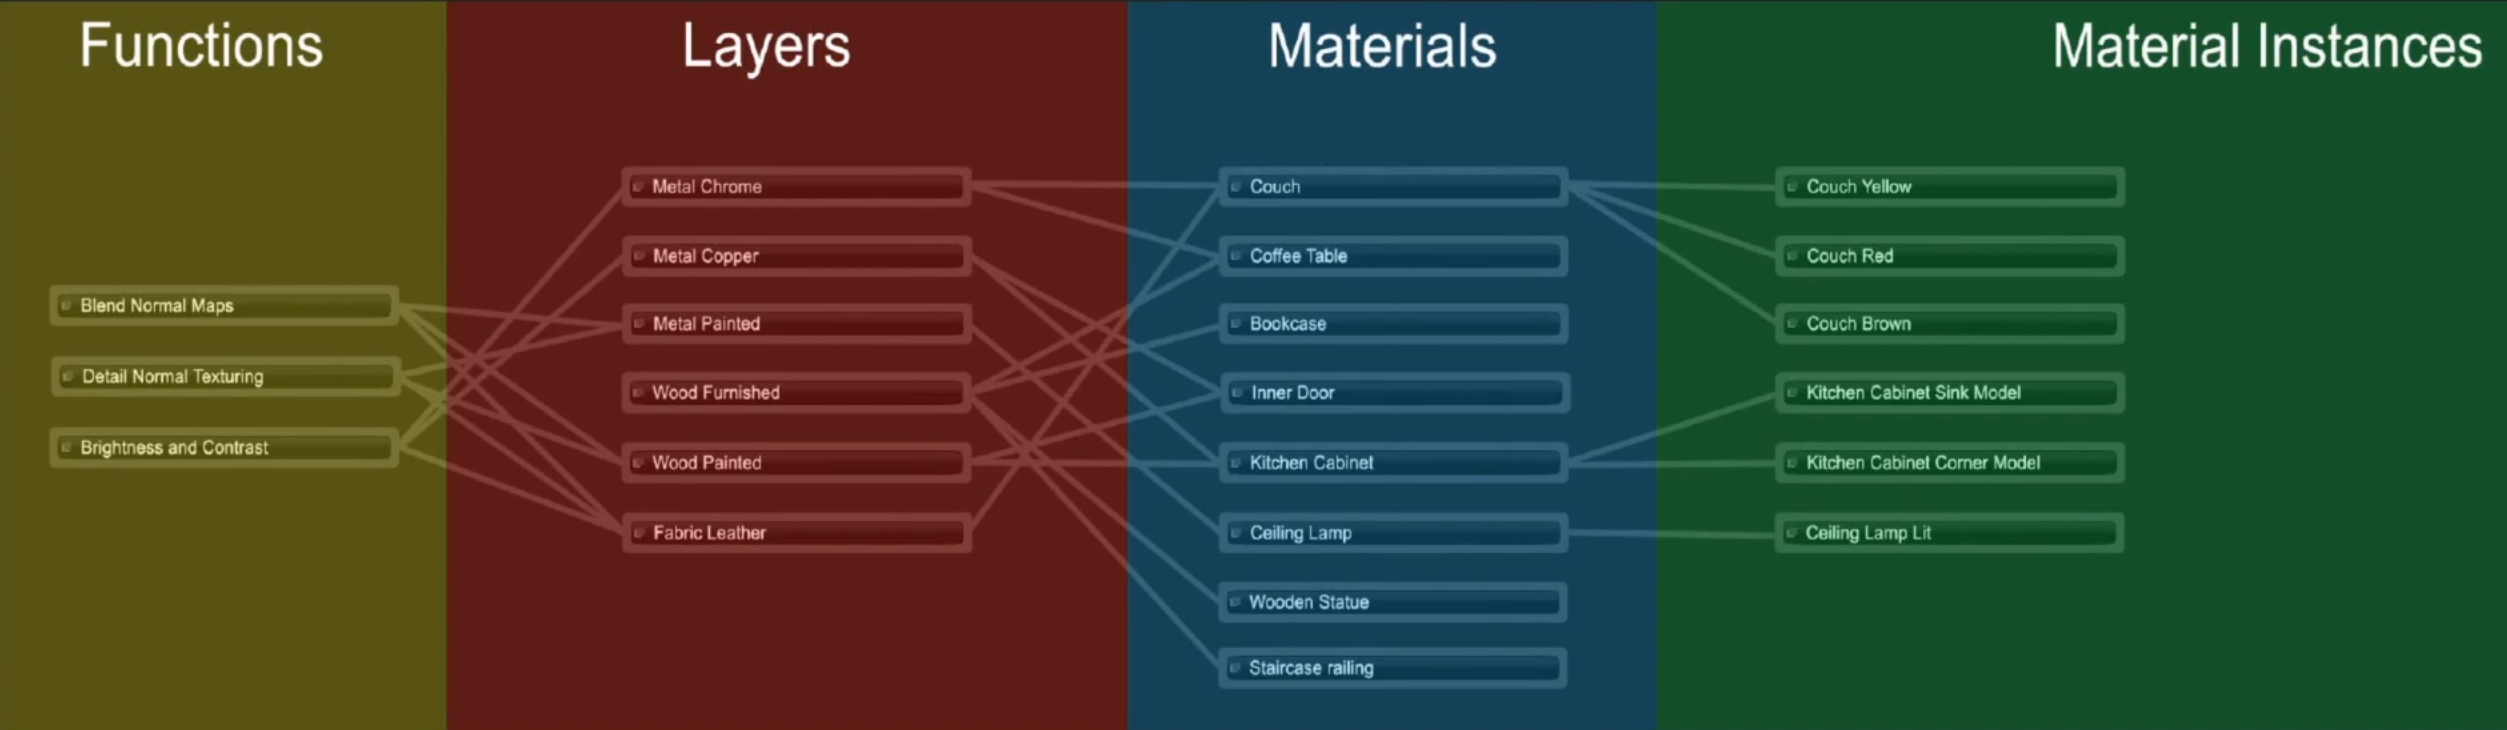 Functions
Layers
Materials
Material Instances
Blend Normal Maps
Detail Normal Texturing
Brightness and Contrast
Metal Chrome
Metal Copper
Metal Painted
Wood Furnished
Wood Painted
Fabric Leather
Couch
Coffee Table
Bookcase
Inner Door
Kitchen Cabinet
Ceiling Lamp
Wooden Statue
Staircase railing
Couch Yellow
Couch Red
Couch Brown
Kitchen Cabinet Sink Model
Kitchen Cabinet Corner Model
Ceiling Lamp Lit